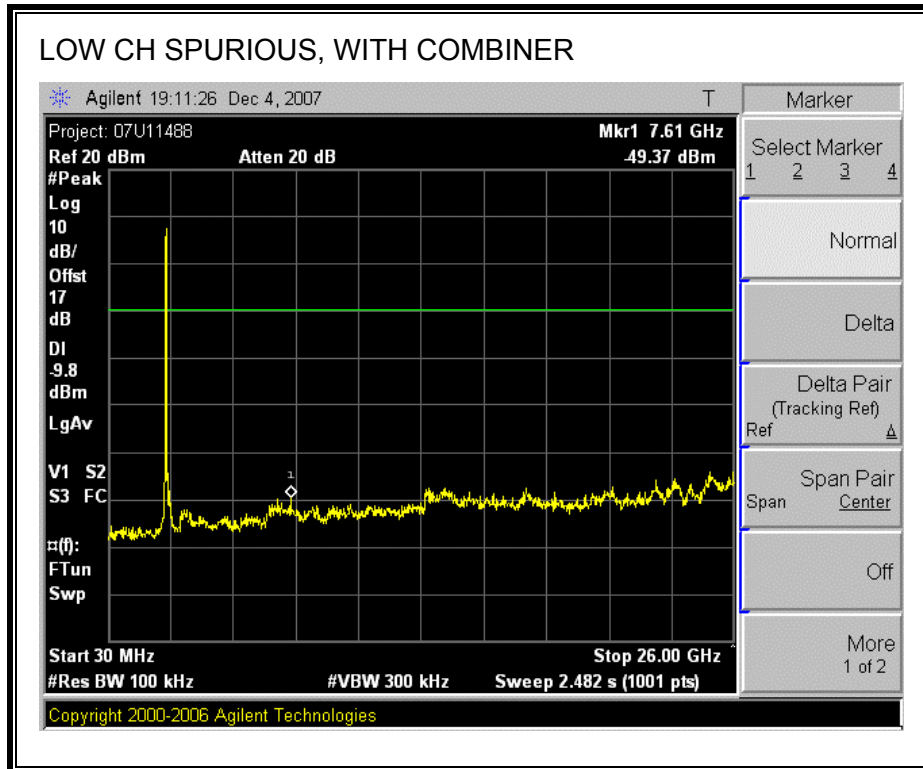 LOW CH SPURIOUS, WITH COMBINER
Agilent 19:11:26 Dec 4, 2007 T
Project: 07U11488 Mkr1 7.61 GHz
Ref 20 dBm Atten 20 dB -49.37 dBm
#Peak
Log
10
dB/
Offst
17
dB
DI
-9.8
dBm
LgAv
V1 S2
S3 FC
¤(f):
FTun
Swp
1
Start 30 MHz Stop 26.00 GHz ^
#Res BW 100 kHz #VBW 300 kHz Sweep 2.482 s (1001 pts)
Copyright 2000-2006 Agilent Technologies
Marker
Select Marker
1 2 3 4
Normal
Delta
Delta Pair
(Tracking Ref)
Ref Δ
Span Pair
Span Center
Off
More
1 of 2